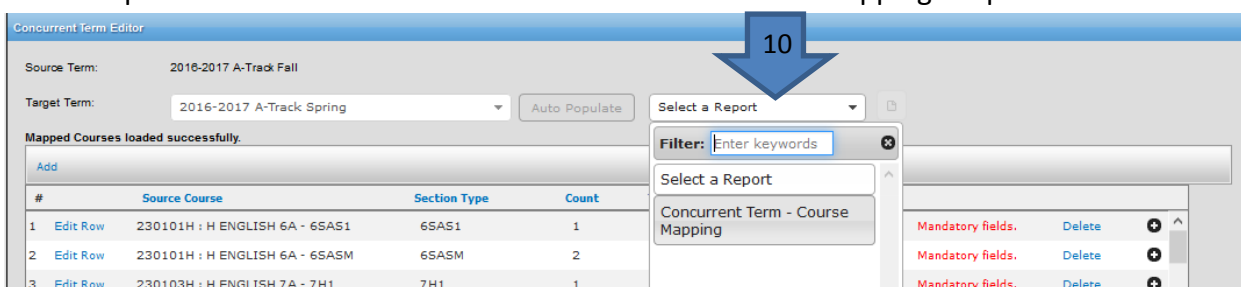 Concurrent Term Editor
10
Source Term: 2016-2017 A-Track Fall
Target Term: 2016-2017 A-Track Spring Auto Populate Select a Report
Mapped Courses loaded successfully.
Filter: Enter keywords
Add
Select a Report
# Source Course Section Type Count
Concurrent Term - Course
Mapping
1 Edit Row 230101H : H ENGLISH 6A - 6SAS1 6SAS1 1 Mandatory fields. Delete
2 Edit Row 230101H : H ENGLISH 6A - 6SASM 6SASM 2 Mandatory fields. Delete
3 Edit Row 230103H : H ENGLISH 7A - 7H1 7H1 1 Mandatory fields. Delete